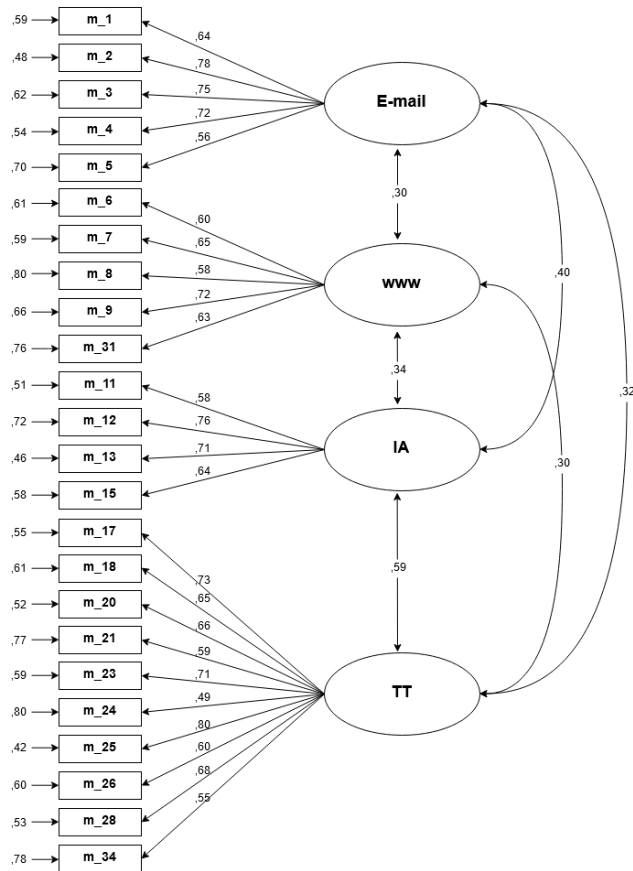 ,59 m_1
,64
,48 m_2
,78
,62 m_3
,75
E-mail
,54 m_4
,72
,70 m_5
,56
,61 m_6
,30
,60
,59 m_7
,65
,80 m_8
,58
,40
www
,66 m_9
,72
,63
,76 m_31
,34
,51 m_11
,58
,32
,72 m_12
,76
,71
IA
,46 m_13
,30
,64
,58 m_15
,55 m_17
,61 m_18
,59
,73
,65
,52 m_20
,66
,77 m_21
,59
,59 m_23
,71
TT
,49
,80 m_24
,80
,42 m_25
,60
,68
,60 m_26
,55
,53 m_28
,78 m_34